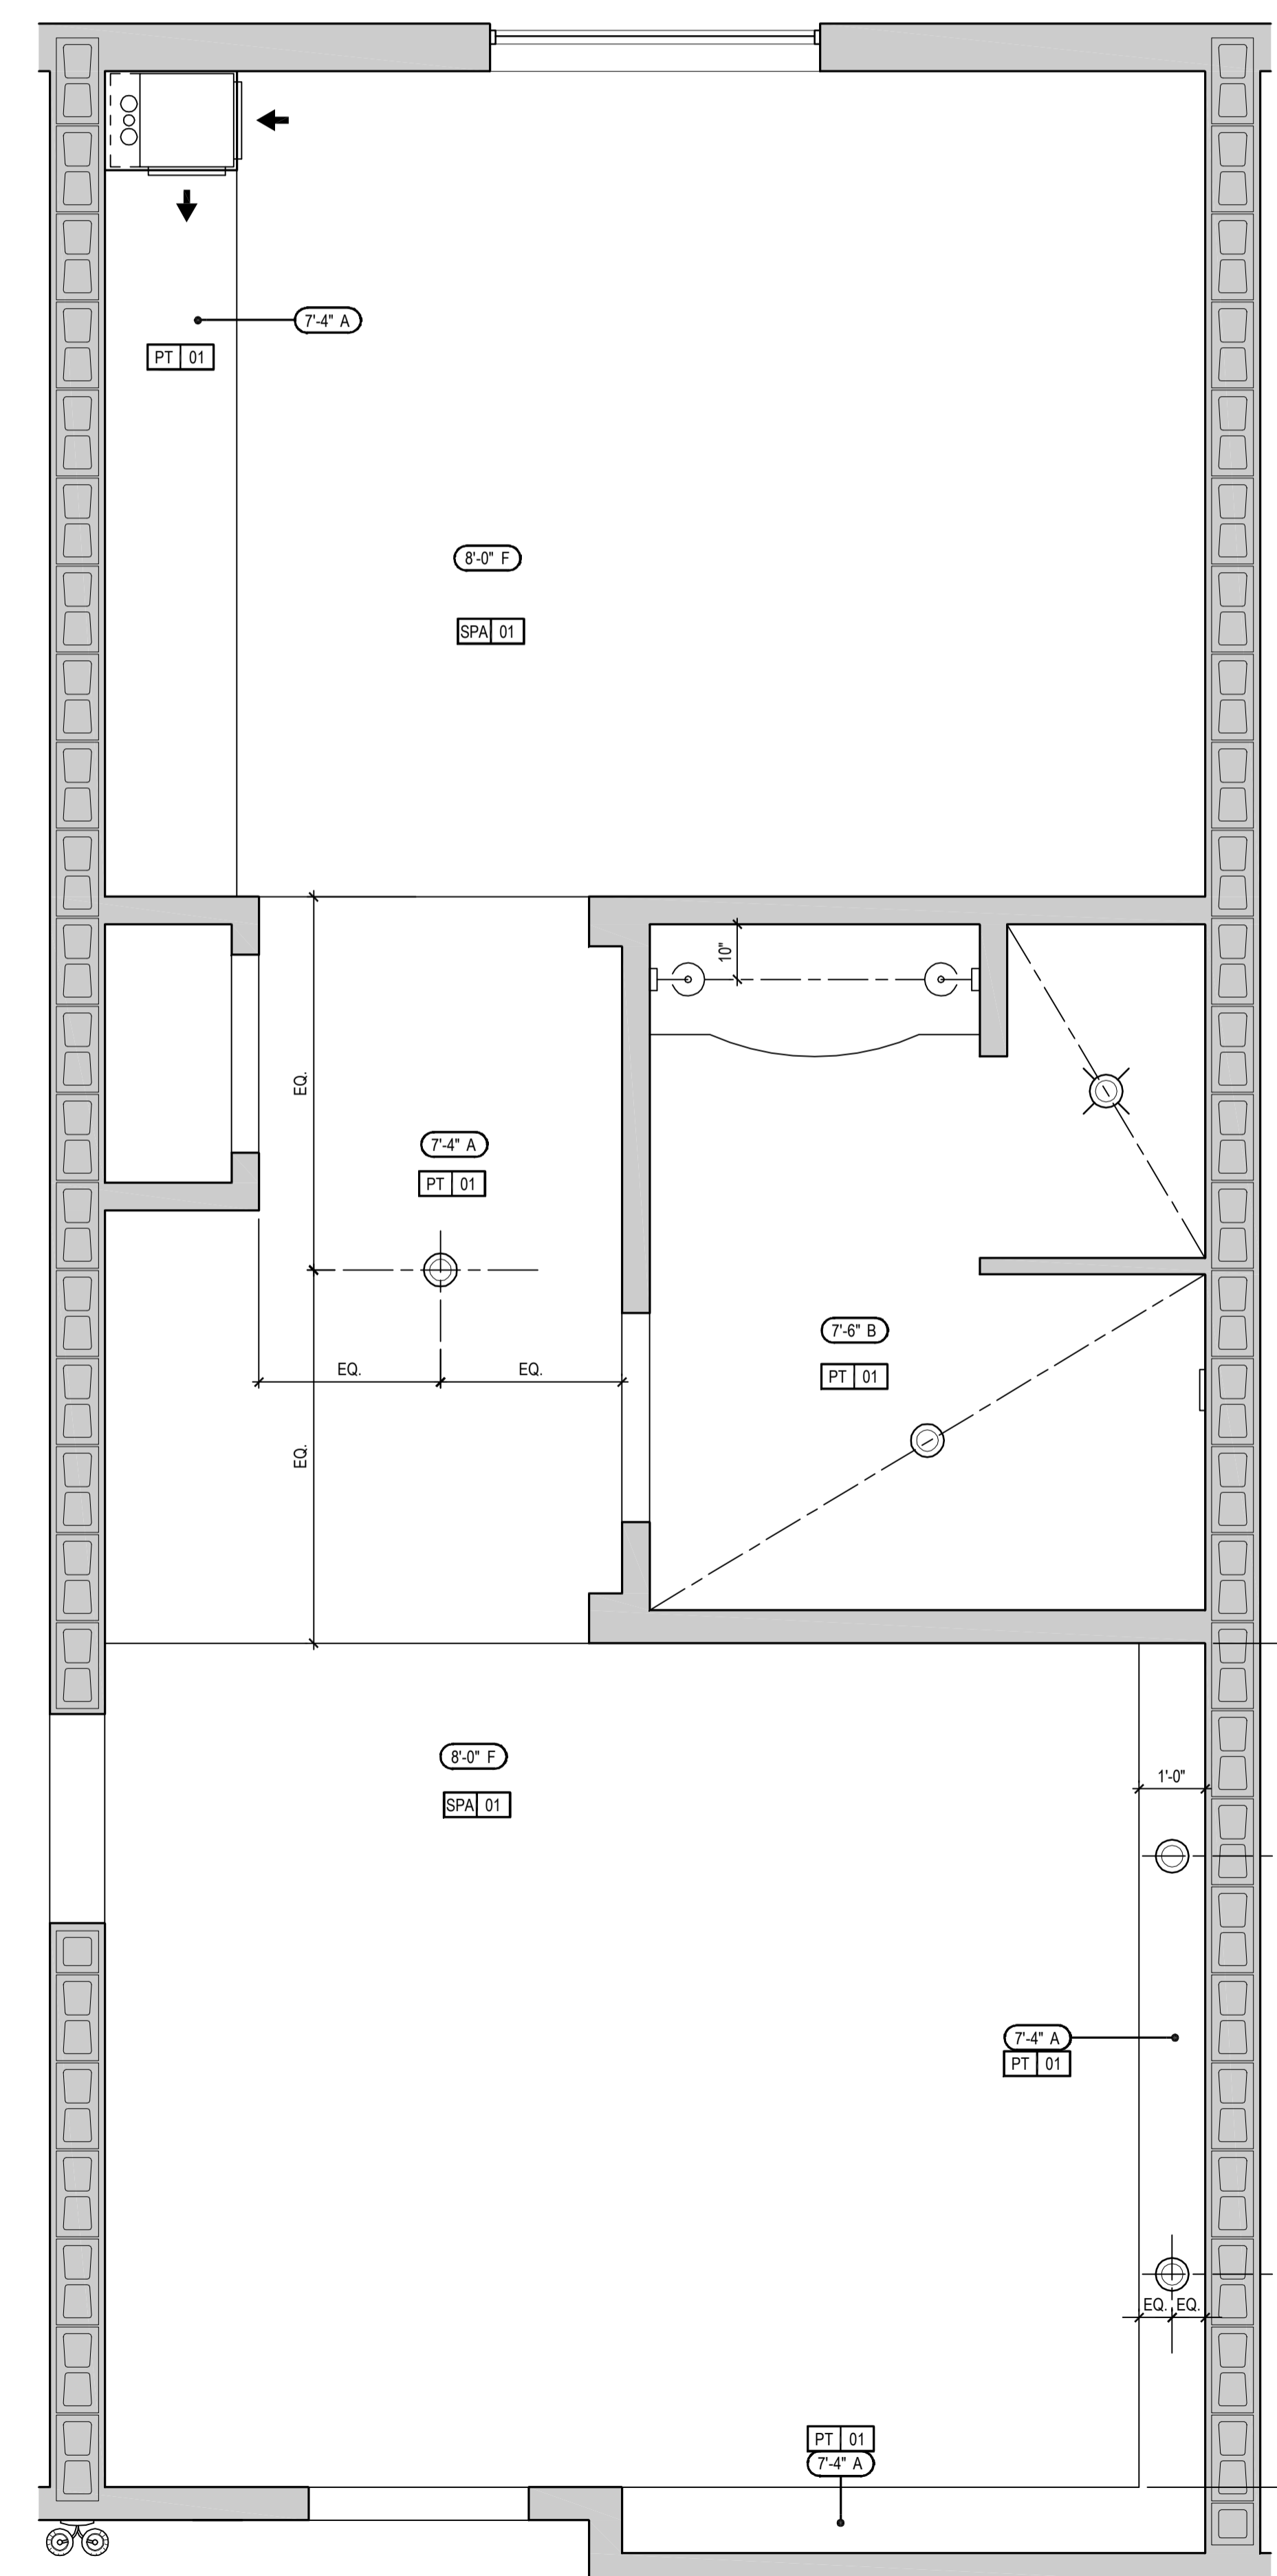 7'-4" A
PT 01
8'-0" F
SPA 01
10"
EQ.
7'-4" A
PT 01
7'-6" B
PT 01
EQ. EQ.
EQ.
8'-0" F
SPA 01
1'-0"
7'-4" A
PT 01
EQ. EQ.
PT 01
7'-4" A